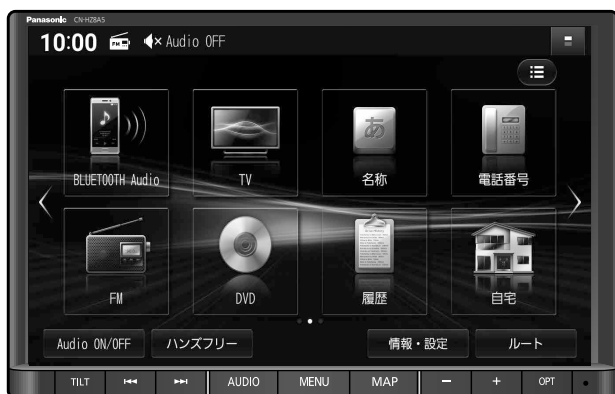 Panasonic CN-HZ8A5
10:00 FM Audio OFF
BLUETOOTH Audio
TV
あ
名称
電話番号
FM
DVD
履歴
自宅
Audio ON/OFF
ハンズフリー
情報・設定
ルート
TILT
AUDIO
MENU
MAP
−
+
OPT